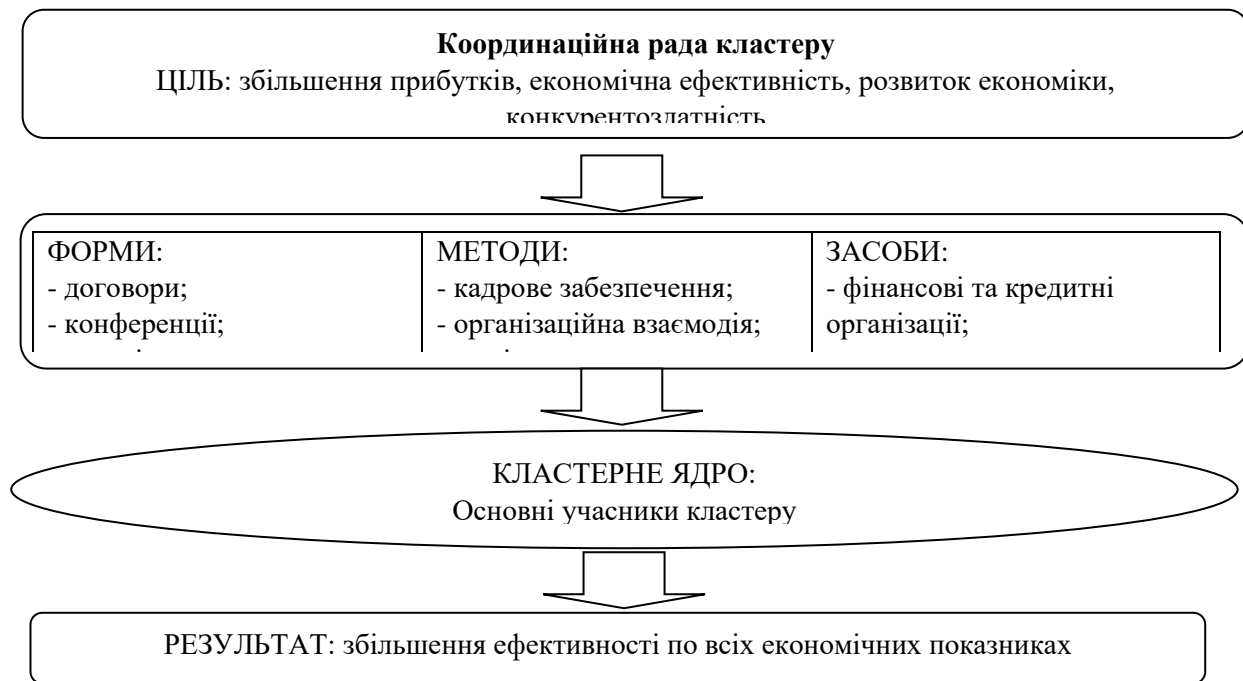 Координаційна рада кластеру
ЦІЛЬ: збільшення прибутків, економічна ефективність, розвиток економіки,
конкурентоздатність
ФОРМИ:
- договори;
- конференції;
МЕТОДИ:
- кадрове забезпечення;
- організаційна взаємодія;
ЗАСОБИ:
- фінансові та кредитні
організації;
КЛАСТЕРНЕ ЯДРО:
Основні учасники кластеру
РЕЗУЛЬТАТ: збільшення ефективності по всіх економічних показниках